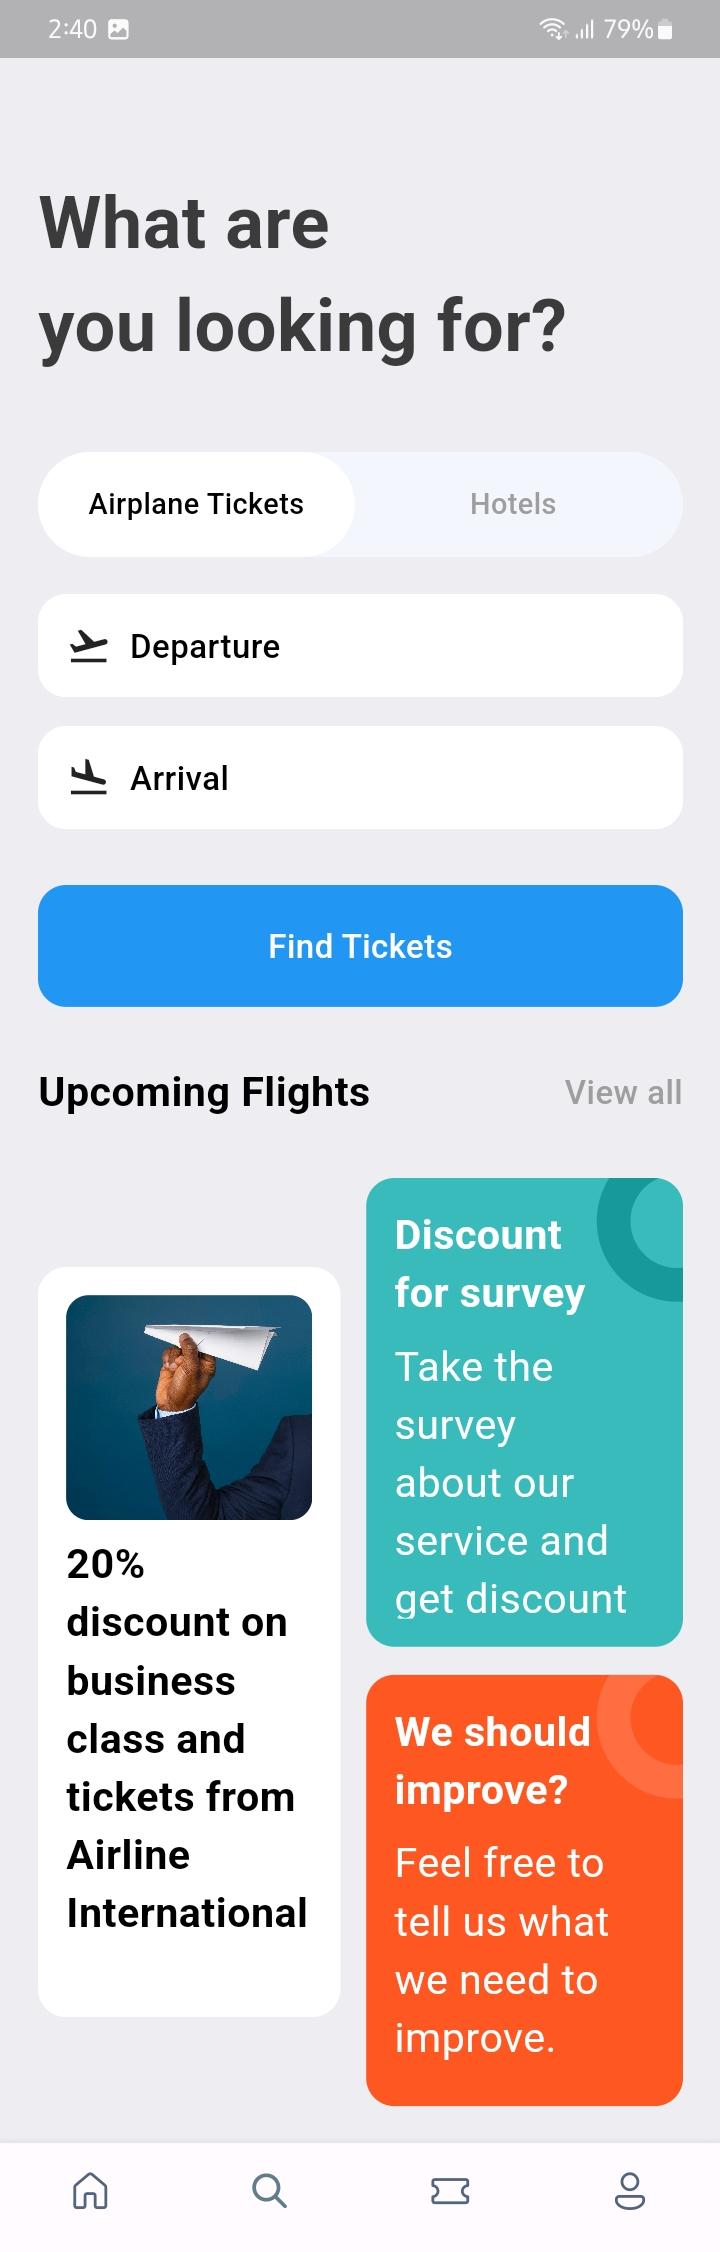 2:40
79%
What are
you looking for?
Airplane Tickets
Hotels
Departure
Arrival
Find Tickets
Upcoming Flights
View all
20%
discount on
business
class and
tickets from
Airline
International
Discount
for survey
Take the
survey
about our
service and
get discount
We should
improve?
Feel free to
tell us what
we need to
improve.